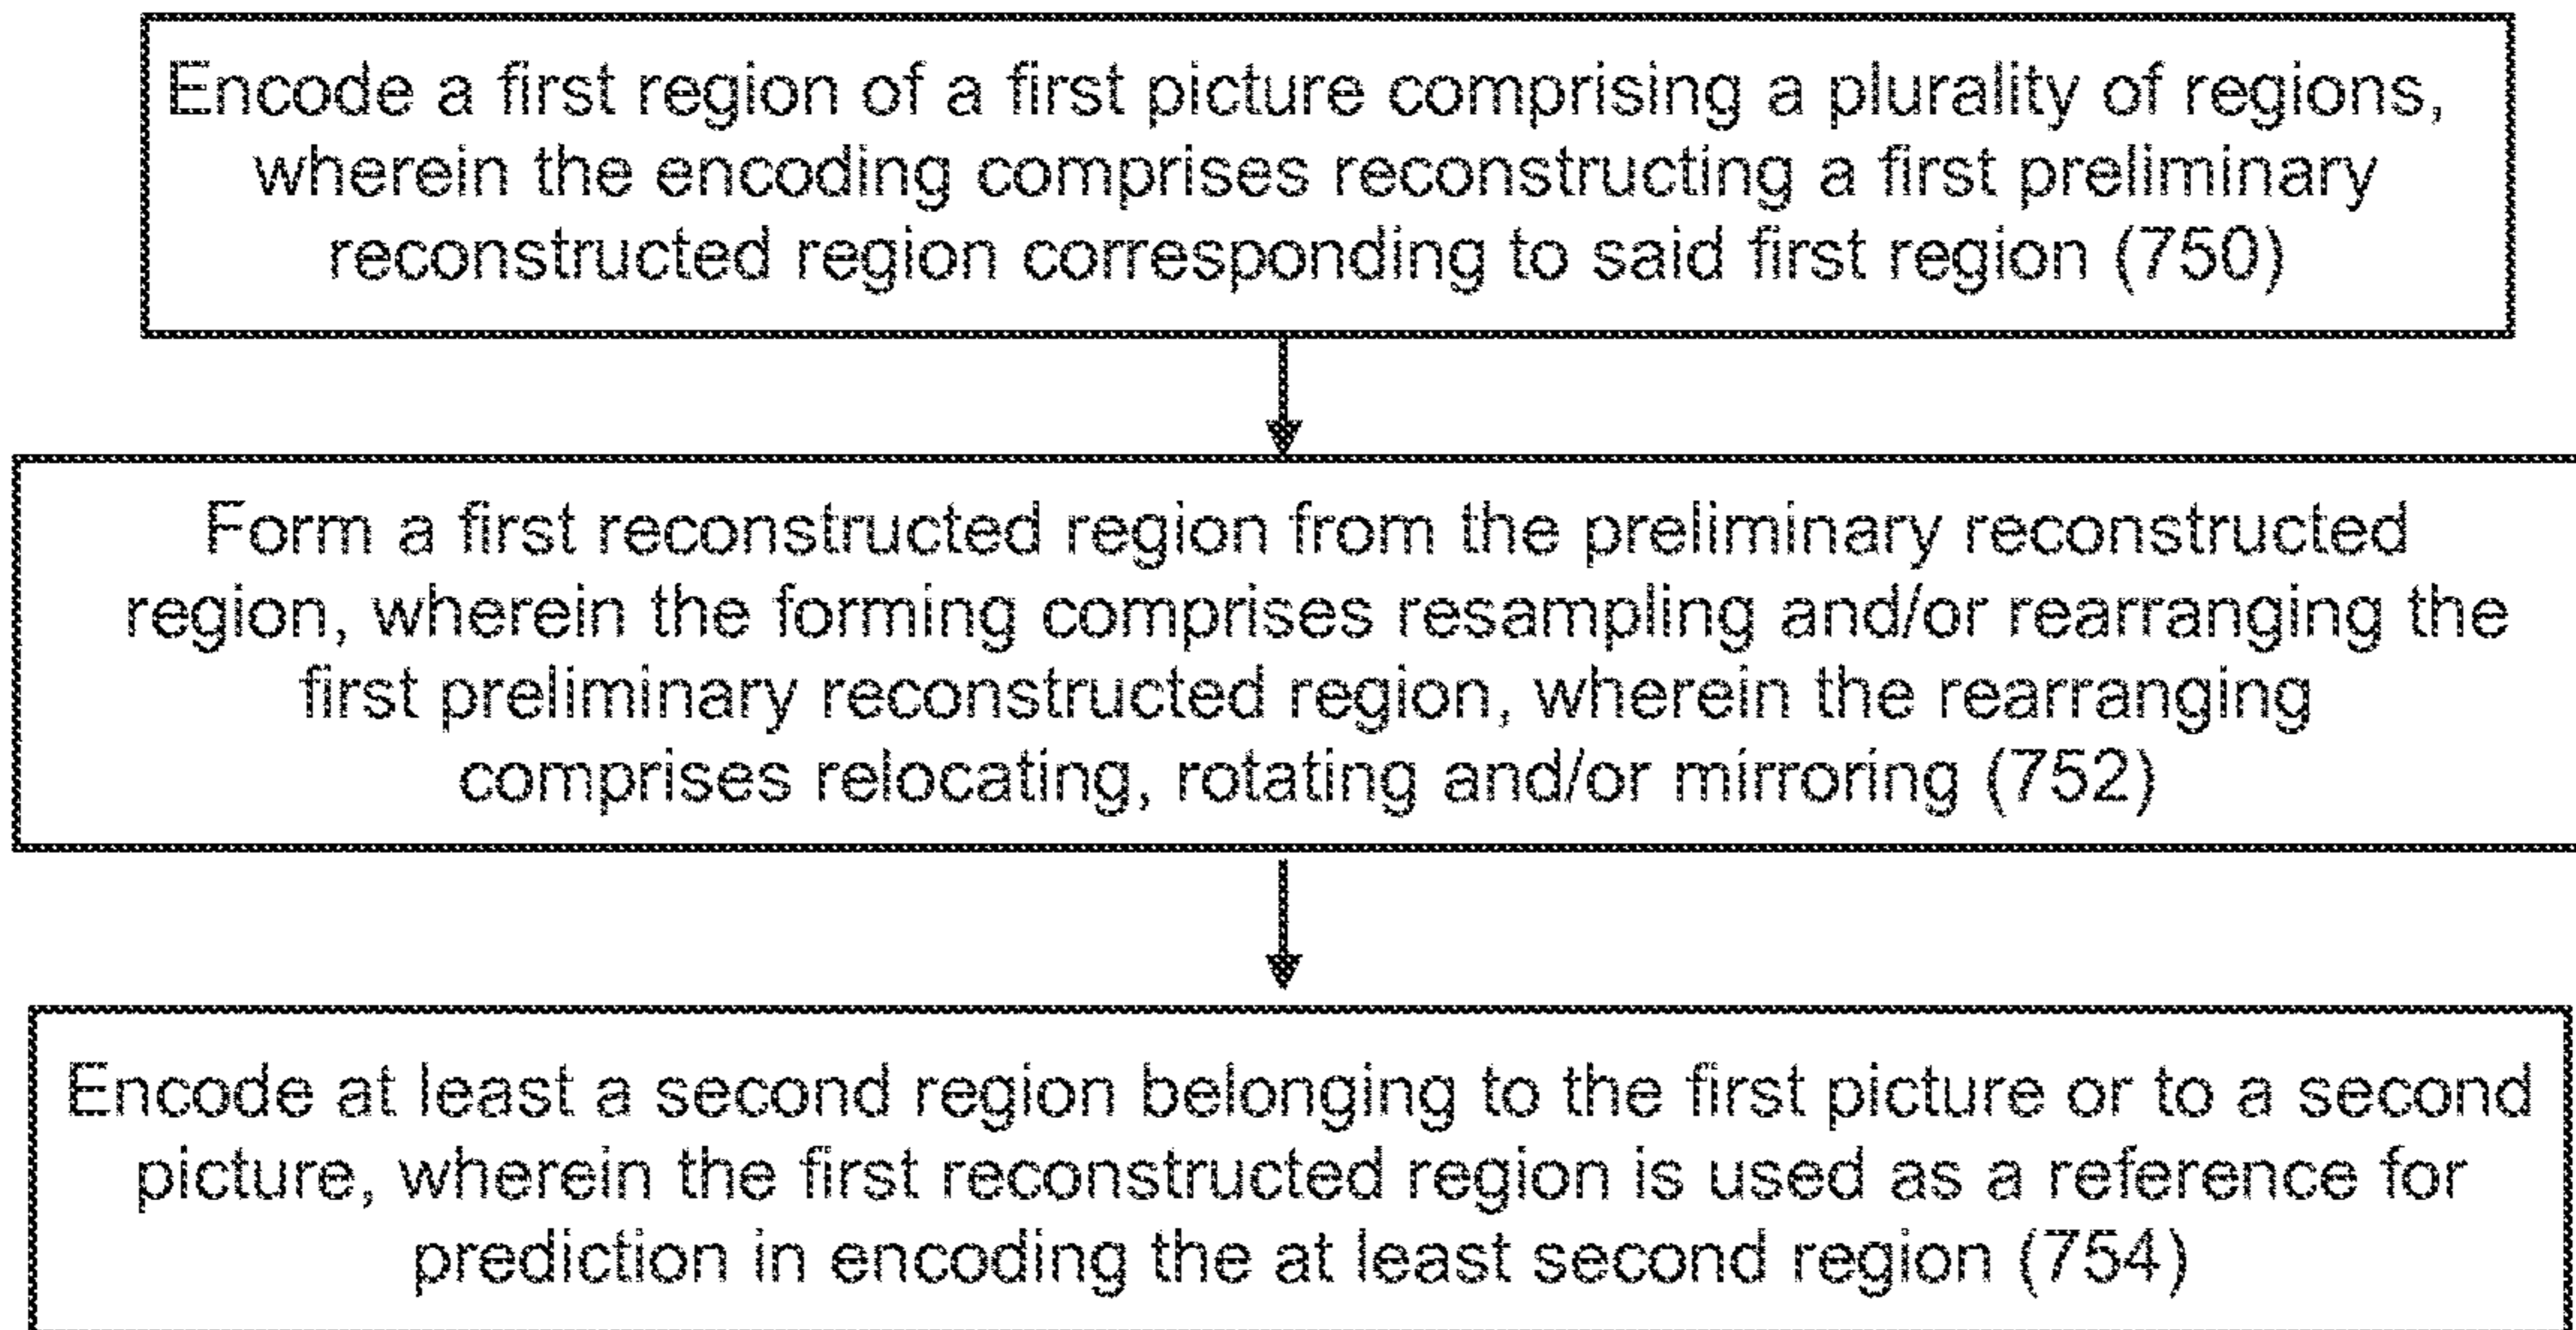 Encode a first region of a first picture comprising a plurality of regions,
wherein the encoding comprises reconstructing a first preliminary
reconstructed region corresponding to said first region (750)
Form a first reconstructed region from the preliminary reconstructed
region, wherein the forming comprises resampling and/or rearranging the
first preliminary reconstructed region, wherein the rearranging
comprises relocating, rotating and/or mirroring (752)
Encode at least a second region belonging to the first picture or to a second
picture, wherein the first reconstructed region is used as a reference for
prediction in encoding the at least second region (754)